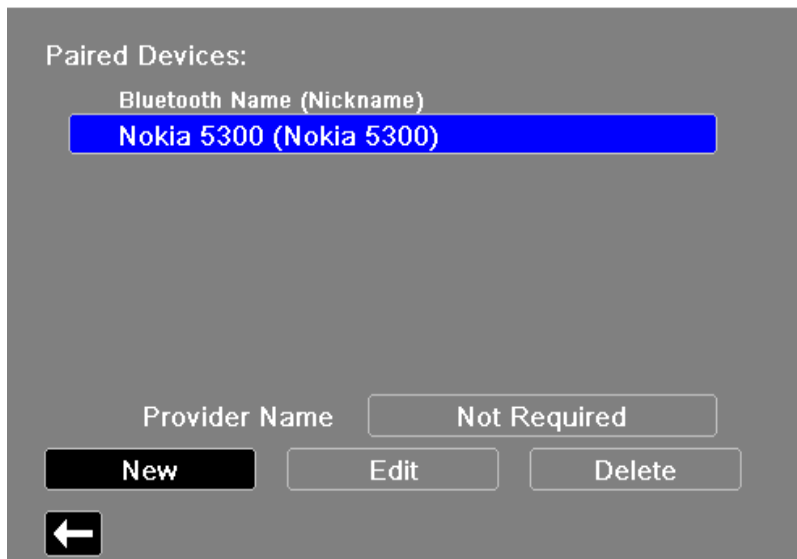 Paired Devices:
Bluetooth Name (Nickname)
Nokia 5300 (Nokia 5300)
Provider Name Not Required
New Edit Delete